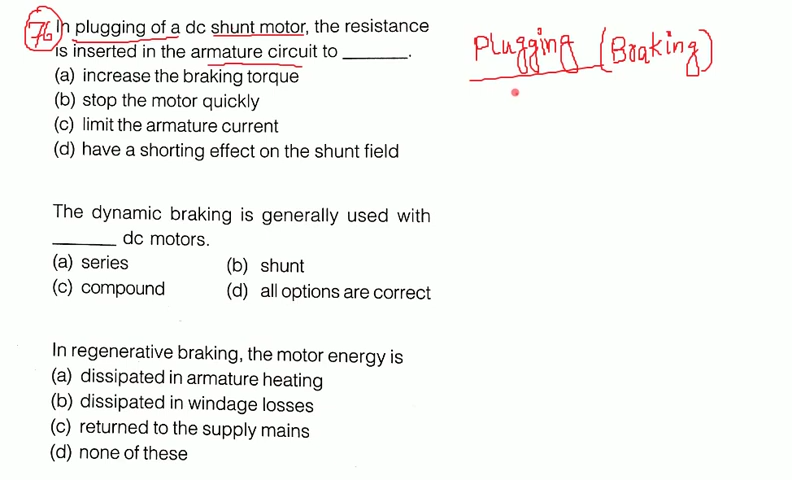 76 In plugging of a dc shunt motor, the resistance
is inserted in the armature circuit to _______.
(a) increase the braking torque
(b) stop the motor quickly
(c) limit the armature current
(d) have a shorting effect on the shunt field
Plugging (Braking)
The dynamic braking is generally used with
_______ dc motors.
(a) series (b) shunt
(c) compound (d) all options are correct
In regenerative braking, the motor energy is
(a) dissipated in armature heating
(b) dissipated in windage losses
(c) returned to the supply mains
(d) none of these